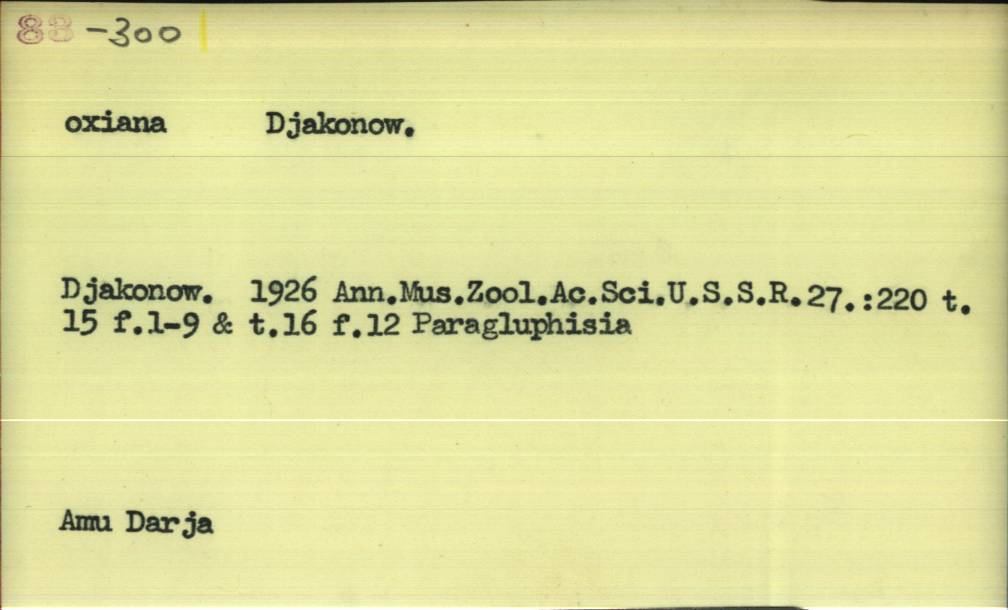 88 -300
oxiana Djakonow.
Djakonow. 1926 Ann.Mus.Zool.Ac.Sci.U.S.S.R.27.:220 t.
15 f.1-9 & t.16 f.12 Paragluphisia
Amu Darja